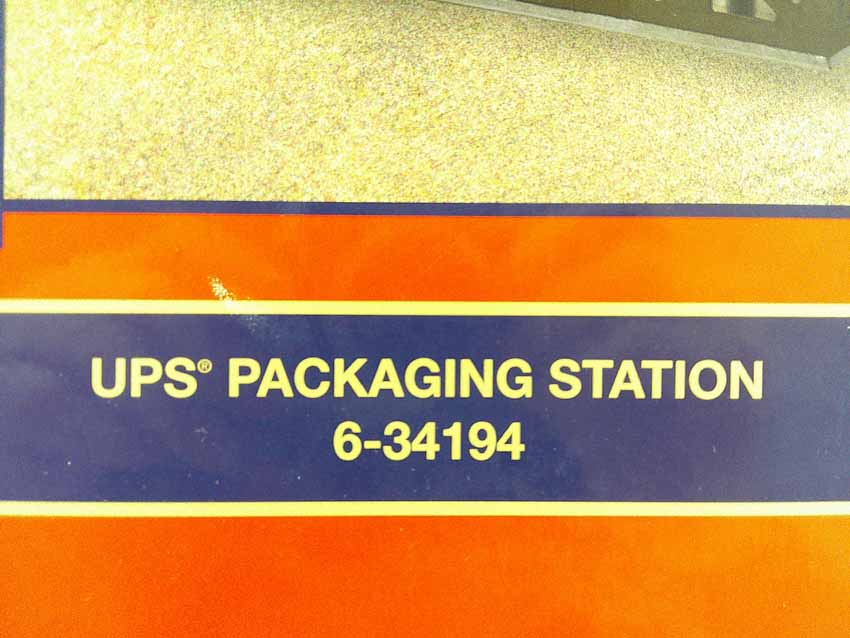 UPS® PACKAGING STATION
6-34194